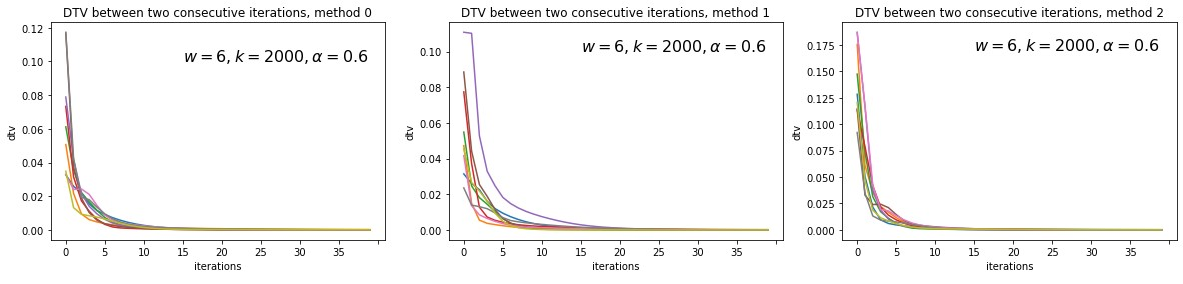 DTV between two consecutive iterations, method 0
w = 6, k = 2000, α = 0.6
0.12
0.10
0.08
0.06
0.04
0.02
0.00
dtv
0 5 10 15 20 25 30 35
iterations
DTV between two consecutive iterations, method 1
w = 6, k = 2000, α = 0.6
0.10
0.08
0.06
0.04
0.02
0.00
dtv
0 5 10 15 20 25 30 35
iterations
DTV between two consecutive iterations, method 2
w = 6, k = 2000, α = 0.6
0.175
0.150
0.125
0.100
0.075
0.050
0.025
0.000
dtv
0 5 10 15 20 25 30 35
iterations